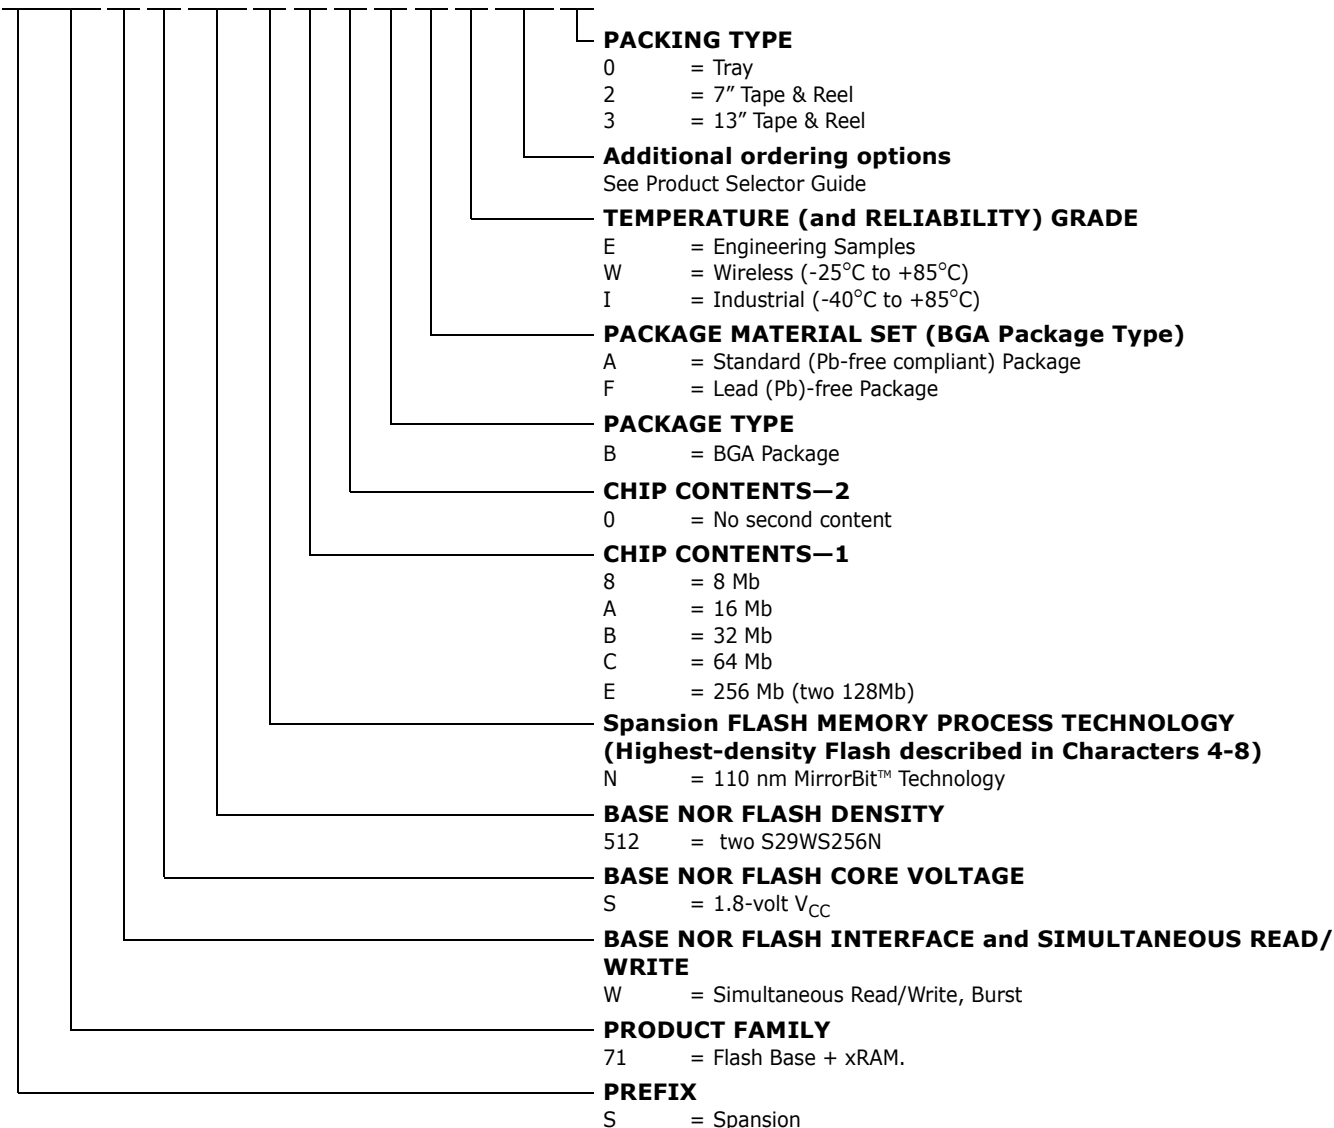 PACKING TYPE
0 = Tray
2 = 7” Tape & Reel
3 = 13” Tape & Reel
Additional ordering options
See Product Selector Guide
TEMPERATURE (and RELIABILITY) GRADE
E = Engineering Samples
W = Wireless (-25°C to +85°C)
I = Industrial (-40°C to +85°C)
PACKAGE MATERIAL SET (BGA Package Type)
A = Standard (Pb-free compliant) Package
F = Lead (Pb)-free Package
PACKAGE TYPE
B = BGA Package
CHIP CONTENTS—2
0 = No second content
CHIP CONTENTS—1
8 = 8 Mb
A = 16 Mb
B = 32 Mb
C = 64 Mb
E = 256 Mb (two 128Mb)
Spansion FLASH MEMORY PROCESS TECHNOLOGY
(Highest-density Flash described in Characters 4-8)
N = 110 nm MirrorBit™ Technology
BASE NOR FLASH DENSITY
512 = two S29WS256N
BASE NOR FLASH CORE VOLTAGE
S = 1.8-volt VCC
BASE NOR FLASH INTERFACE and SIMULTANEOUS READ/
WRITE
W = Simultaneous Read/Write, Burst
PRODUCT FAMILY
71 = Flash Base + xRAM.
PREFIX
S = Spansion